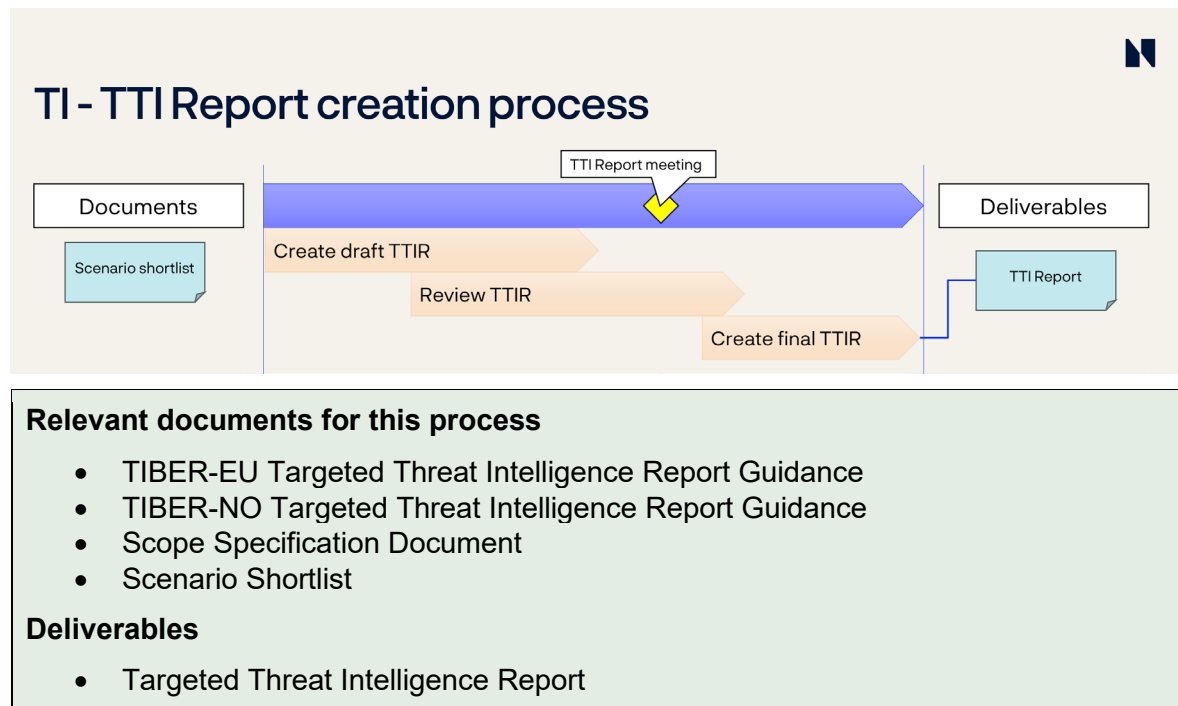 TI - TTI Report creation process
TTI Report meeting
Documents
Deliverables
Scenario shortlist
Create draft TTIR
TTI Report
Review TTIR
Create final TTIR
Relevant documents for this process
• TIBER-EU Targeted Threat Intelligence Report Guidance
• TIBER-NO Targeted Threat Intelligence Report Guidance
• Scope Specification Document
• Scenario Shortlist
Deliverables
• Targeted Threat Intelligence Report